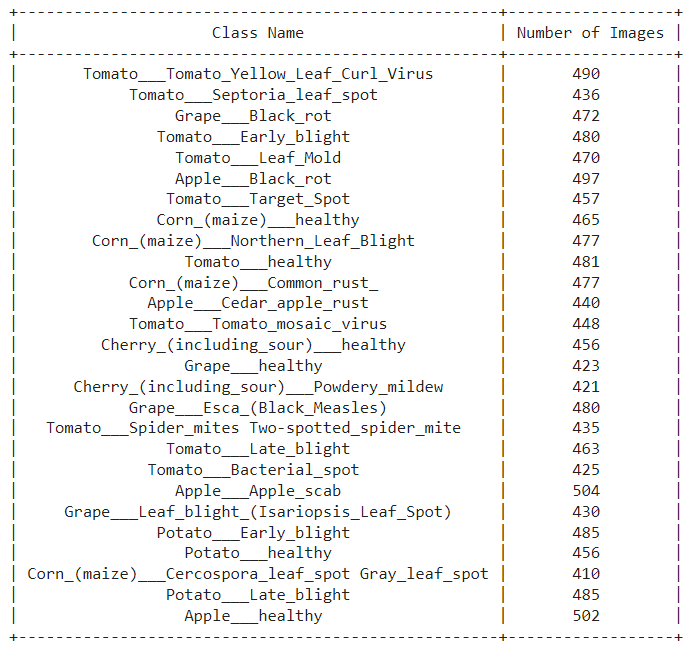 +----------------------------------------------------+------------------+
| Class Name | Number of Images |
+----------------------------------------------------+------------------+
| Tomato___Tomato_Yellow_Leaf_Curl_Virus | 490 |
| Tomato___Septoria_leaf_spot | 436 |
| Grape___Black_rot | 472 |
| Tomato___Early_blight | 480 |
| Tomato___Leaf_Mold | 470 |
| Apple___Black_rot | 497 |
| Tomato___Target_Spot | 457 |
| Corn_(maize)___healthy | 465 |
| Corn_(maize)___Northern_Leaf_Blight | 477 |
| Tomato___healthy | 481 |
| Corn_(maize)___Common_rust_ | 477 |
| Apple___Cedar_apple_rust | 440 |
| Tomato___Tomato_mosaic_virus | 448 |
| Cherry_(including_sour)___healthy | 456 |
| Grape___healthy | 423 |
| Cherry_(including_sour)___Powdery_mildew | 421 |
| Grape___Esca_(Black_Measles) | 480 |
| Tomato___Spider_mites Two-spotted_spider_mite | 435 |
| Tomato___Late_blight | 463 |
| Tomato___Bacterial_spot | 425 |
| Apple___Apple_scab | 504 |
| Grape___Leaf_blight_(Isariopsis_Leaf_Spot) | 430 |
| Potato___Early_blight | 485 |
| Potato___healthy | 456 |
| Corn_(maize)___Cercospora_leaf_spot Gray_leaf_spot | 410 |
| Potato___Late_blight | 485 |
| Apple___healthy | 502 |
+----------------------------------------------------+------------------+